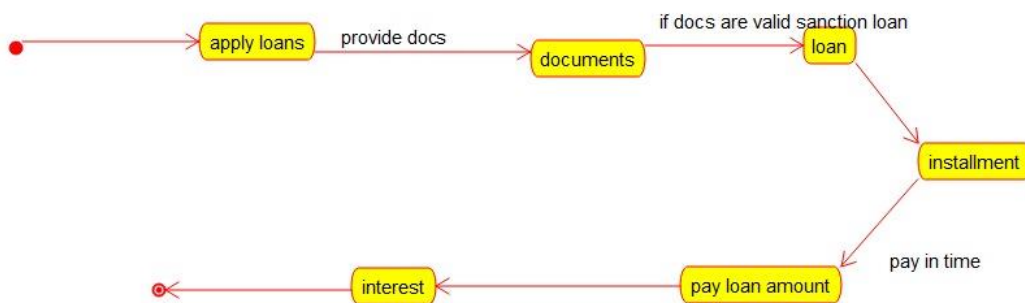 apply loans
provide docs
documents
if docs are valid sanction loan
loan
installment
pay in time
pay loan amount
interest